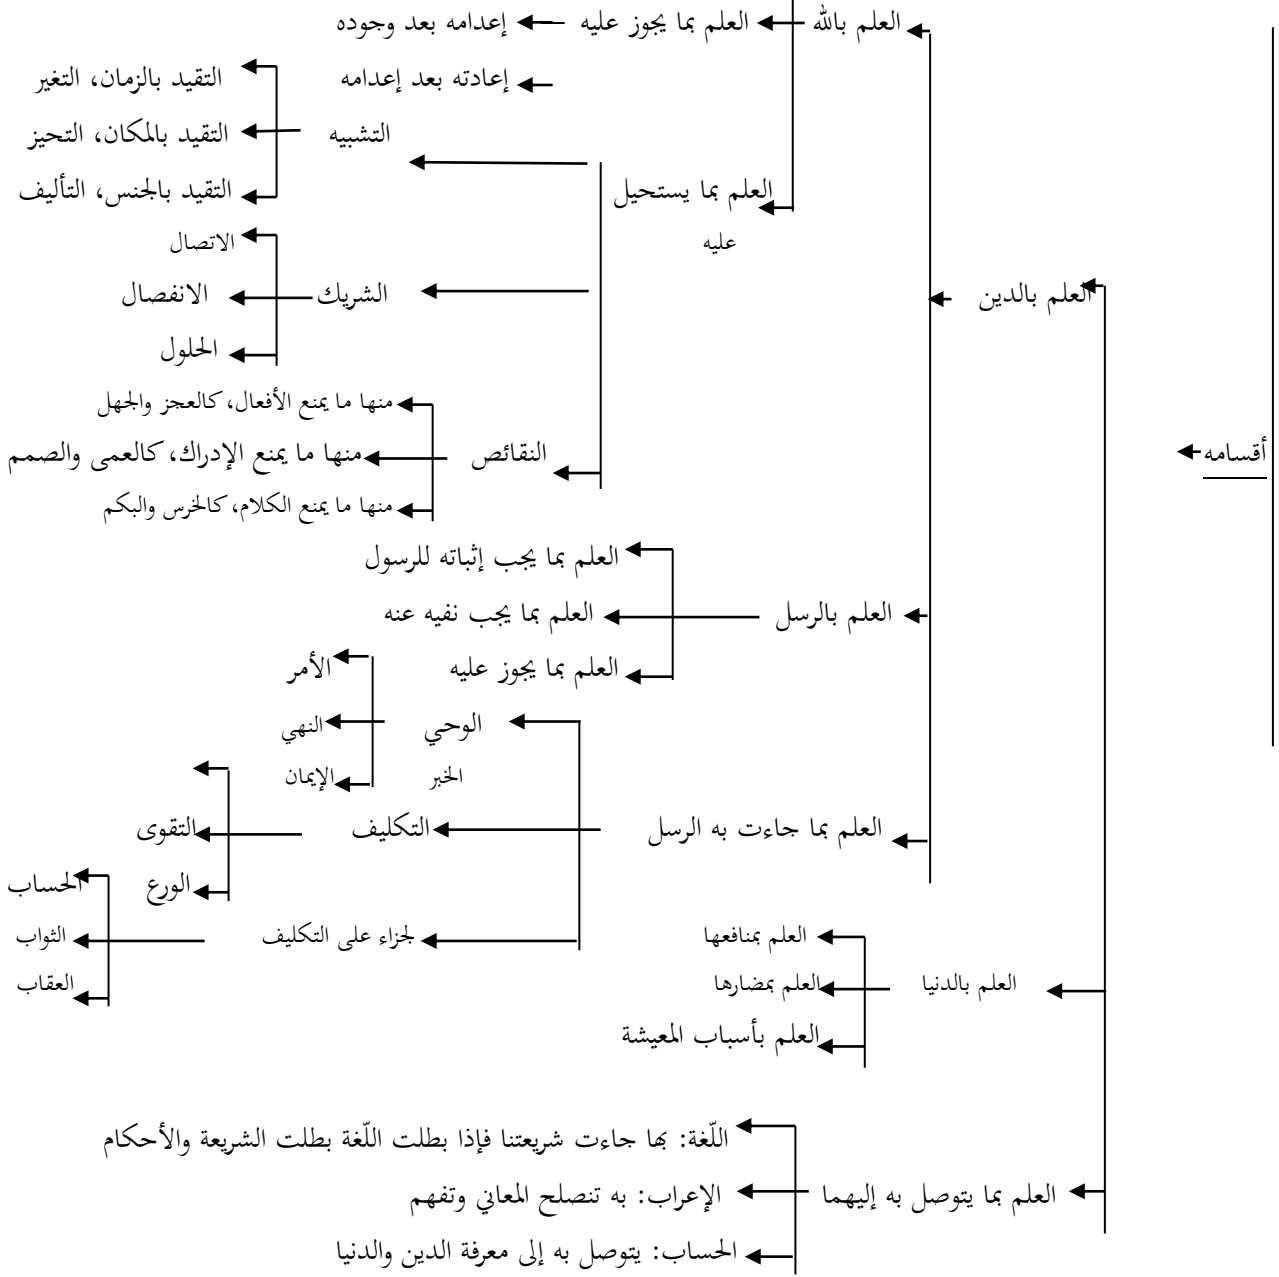 العلم بالله
العلم بما يجوز عليه
إعدامه بعد وجوده
إعادته بعد إعدامه
التقيد بالزمان، التغير
التشبيه
التقيد بالمكان، التحيز
العلم بما يستحيل
عليه
التقيد بالجنس، التأليف
الاتصال
العلم بالدين
الشريك
الانفصال
الحلول
منها ما يمنع الأفعال، كالعجز والجهل
أقسامه
النقائص
منها ما يمنع الإدراك، كالعمى والصمم
منها ما يمنع الكلام، كالخرس والبكم
العلم بما يجب إثباته للرسول
العلم بالرسل
العلم بما يجب نفيه عنه
العلم بما يجوز عليه
الأمر
الوحي
النهي
الخبر
الإيمان
العلم بما جاءت به الرسل
التكليف
التقوى
الورع
الحساب
لجزاء على التكليف
الثواب
العقاب
العلم بمنافعها
العلم بالدنيا
العلم بمضارها
العلم بأسباب المعيشة
اللّغة: بها جاءت شريعتنا فإذا بطلت اللّغة بطلت الشريعة والأحكام
العلم بما يتوصل به إليهما
الإعراب: به تنصلح المعاني وتفهم
الحساب: يتوصل به إلى معرفة الدين والدنيا